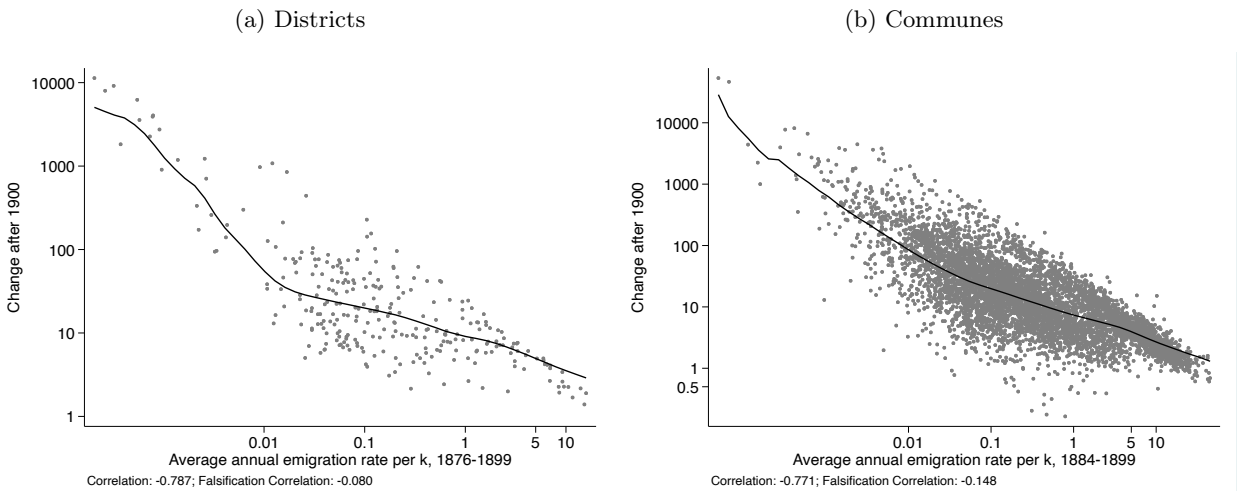 (a) Districts
Change after 1900
10000
1000
100
10
1
0.01 0.1 1 5 10
Average annual emigration rate per k, 1876-1899
Correlation: -0.787; Falsification Correlation: -0.080
(b) Communes
Change after 1900
10000
1000
100
10
1
0.5
0.01 0.1 1 5 10
Average annual emigration rate per k, 1884-1899
Correlation: -0.771; Falsification Correlation: -0.148